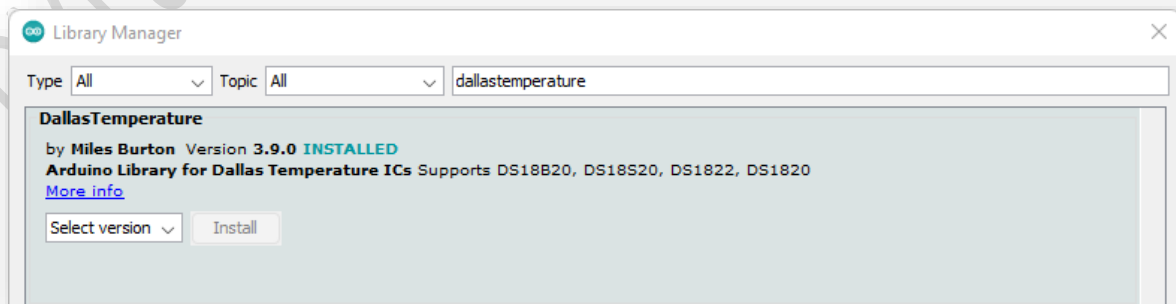 Library Manager
Type All Topic All dallastemperature
DallasTemperature
by Miles Burton Version 3.9.0 INSTALLED
Arduino Library for Dallas Temperature ICs Supports DS18B20, DS18S20, DS1822, DS1820
More info
Select version Install